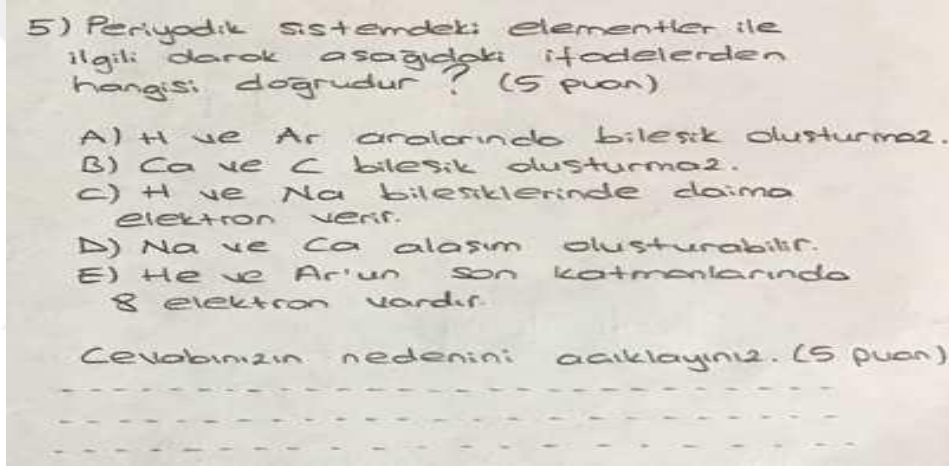 5) Periyodik sistemdeki elementler ile
ilgili olarak aşağıdaki ifadelerden
hangisi doğrudur ? (5 puan)
A) H ve Ar aralarında bileşik oluşturmaz.
B) Ca ve C bileşik oluşturmaz.
C) H ve Na bileşiklerinde daima
elektron verir.
D) Na ve Ca alaşım oluşturabilir.
E) He ve Ar'un son katmanlarında
8 elektron vardır.
Cevabınızın nedenini açıklayınız. (5 puan)